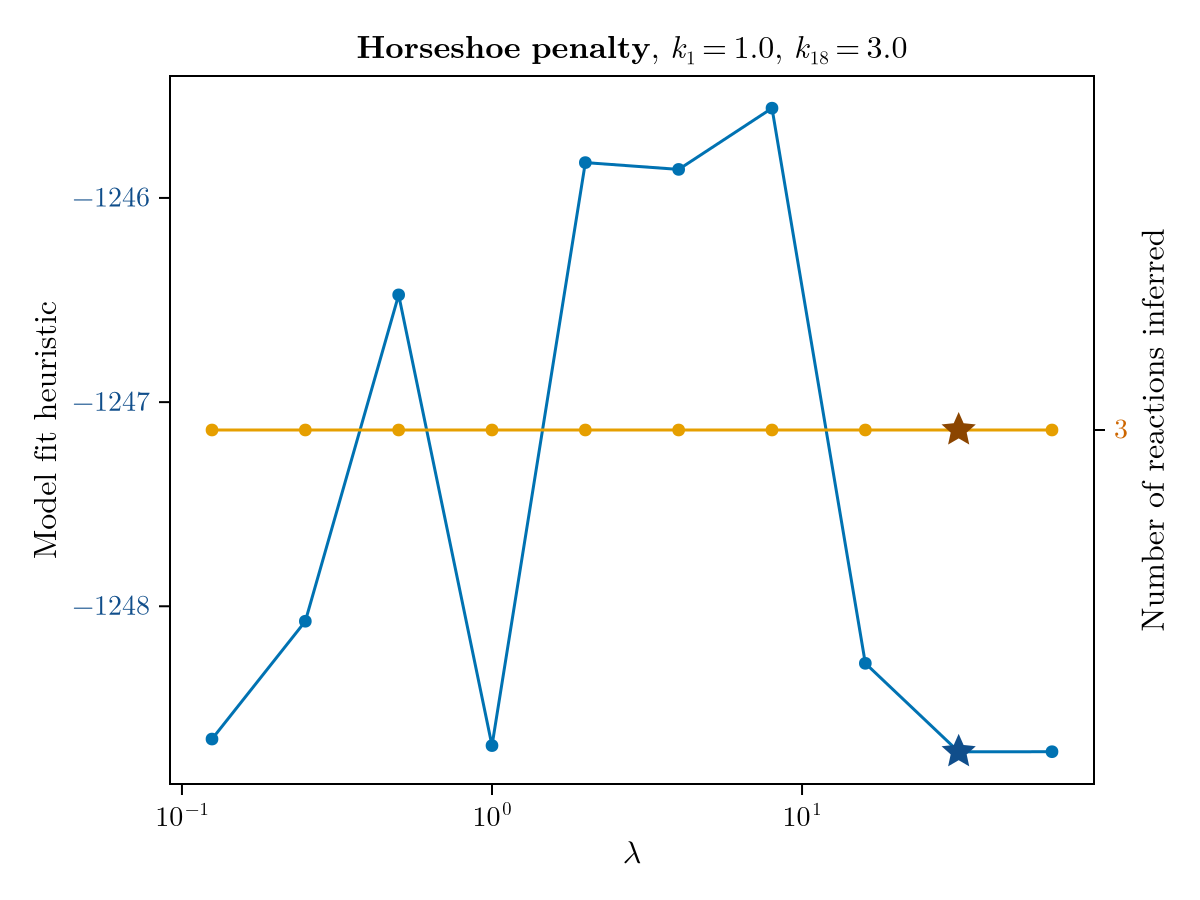 Horseshoe penalty, k₁ = 1.0, k₁₈ = 3.0
−1246
−1247
−1248
Model fit heuristic
3
Number of reactions inferred
10⁻¹
10⁰
10¹
λ